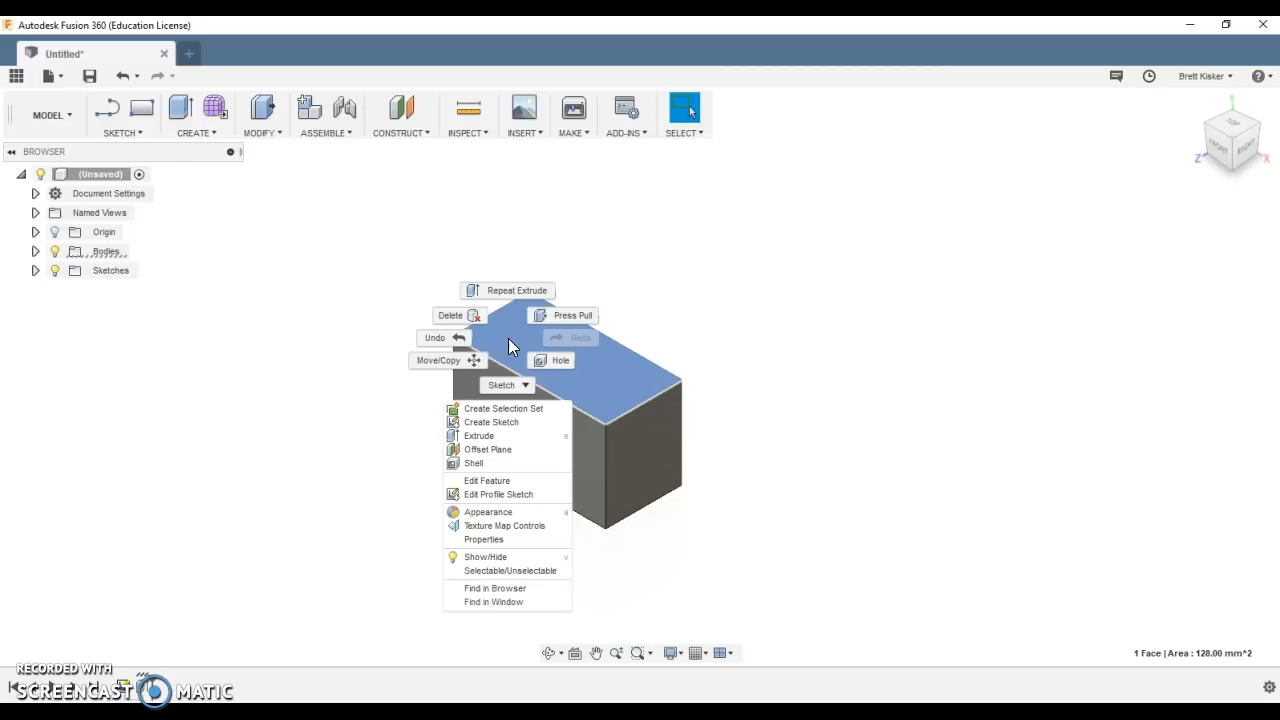 Autodesk Fusion 360 (Education License)
Untitled*
Brett Kisker
MODEL
SKETCH
CREATE
MODIFY
ASSEMBLE
CONSTRUCT
INSPECT
INSERT
MAKE
ADD-INS
SELECT
BROWSER
(Unsaved)
Document Settings
Named Views
Origin
Bodies
Sketches
TOP
FRONT
RIGHT
Y
Z
X
Repeat Extrude
Delete
Press Pull
Undo
Redo
Move/Copy
Hole
Sketch
Create Selection Set
Create Sketch
Extrude
Offset Plane
Shell
Edit Feature
Edit Profile Sketch
Appearance
Texture Map Controls
Properties
Show/Hide
Selectable/Unselectable
Find in Browser
Find in Window
1 Face | Area : 128.00 mm^2
RECORDED WITH
SCREENCAST MATIC